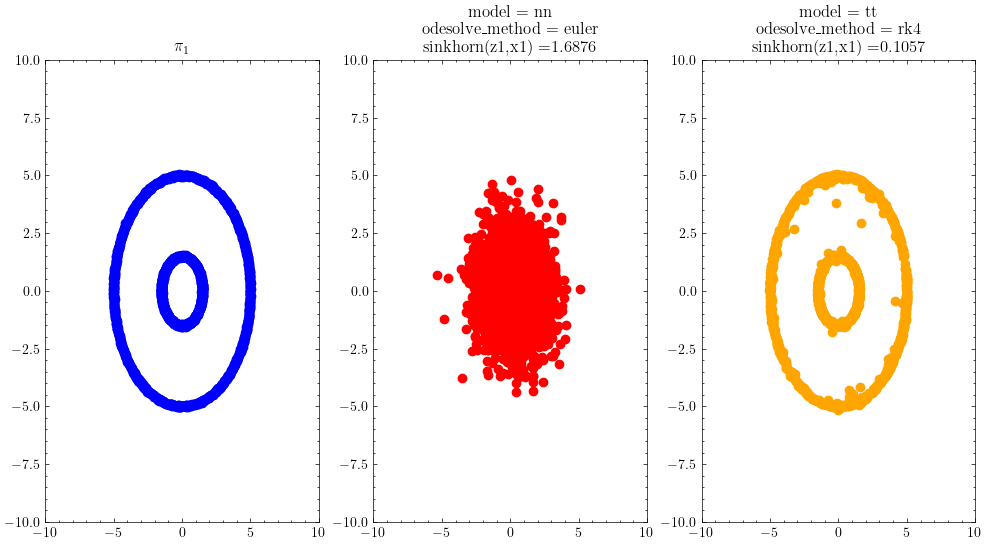 π₁
10.0
7.5
5.0
2.5
0.0
−2.5
−5.0
−7.5
−10.0
−10 −5 0 5 10
model = nn
odesolve_method = euler
sinkhorn(z1,x1) =1.6876
10.0
7.5
5.0
2.5
0.0
−2.5
−5.0
−7.5
−10.0
−10 −5 0 5 10
model = tt
odesolve_method = rk4
sinkhorn(z1,x1) =0.1057
10.0
7.5
5.0
2.5
0.0
−2.5
−5.0
−7.5
−10.0
−10 −5 0 5 10